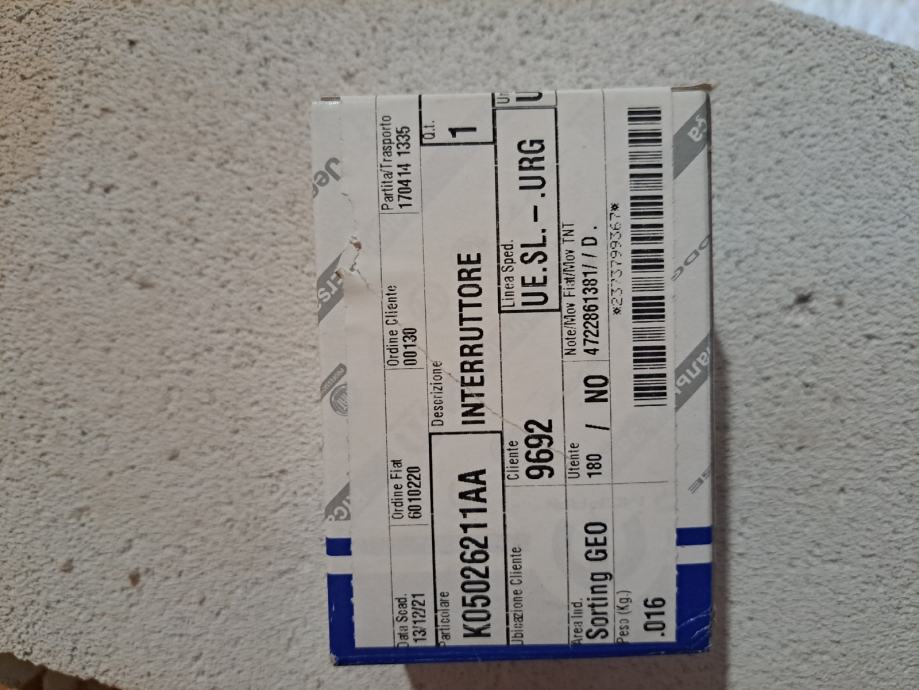 Data Scad.
13/12/21
Ordine Fiat
6010220
Ordine Cliente
00130
Partita/Trasporto
170414 1335
Particolare
K05026211AA
Descrizione
INTERRUTTORE
Q.t.
1
Ubicazione Cliente
Cliente
9692
Linea Sped.
UE.SL.–.URG
Area Ind.
Sorting GEO
Utente
180 / NO
Note/Mov Fiat/Mov TNT
4722861381// D.
Peso (Kg.)
.016
*2373799367*